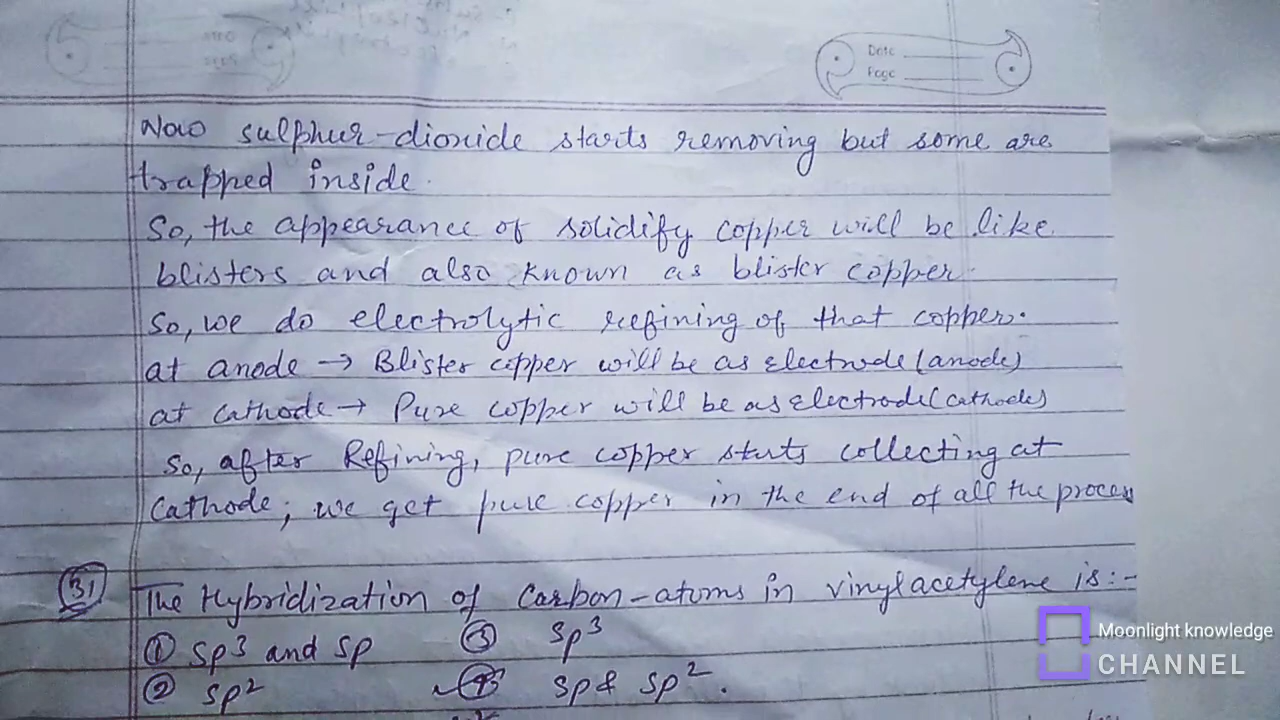 Date
Page
Now sulphur-dioxide starts removing but some are
trapped inside.
So, the appearance of solidify copper will be like
blisters and also known as blister copper.
So, we do electrolytic refining of that copper.
at anode → Blister copper will be as electrode (anode)
at cathode → Pure copper will be as electrode (cathode)
So, after Refining, pure copper starts collecting at
Cathode; we get pure copper in the end of all the process
31 The Hybridization of Carbon-atoms in vinylacetylene is:-
① sp³ and sp ③ sp³
② sp² ④ sp & sp².
Moonlight knowledge
CHANNEL